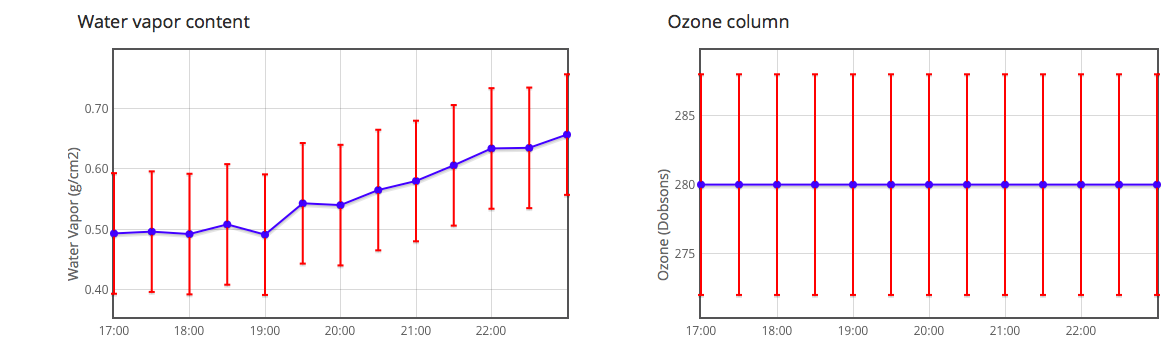 Water vapor content
Water Vapor (g/cm2)
0.70
0.60
0.50
0.40
17:00 18:00 19:00 20:00 21:00 22:00
Ozone column
Ozone (Dobsons)
285
280
275
17:00 18:00 19:00 20:00 21:00 22:00